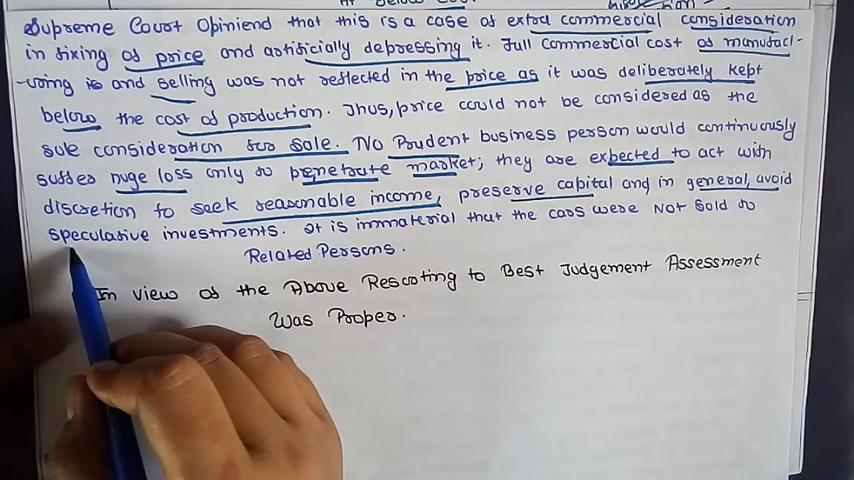 At Below Cost
Supreme Court Opiniend that this is a case of extra commercial consideration
in fixing of price and artificially depressing it. Full commercial cost of manufact-
-uring is and selling was not reflected in the price as it was deliberately kept
below the cost of production. Thus, price could not be considered as the
sole consideration for sale. No Prudent business person would continuously
suffer huge loss only to penetrate market; they are expected to act with
discretion to seek reasonable income, preserve capital and in general, avoid
speculative investments. It is immaterial that the cars were Not Sold to
Related Persons.
In view of the Above Resorting to Best Judgement Assessment
Was Proper.